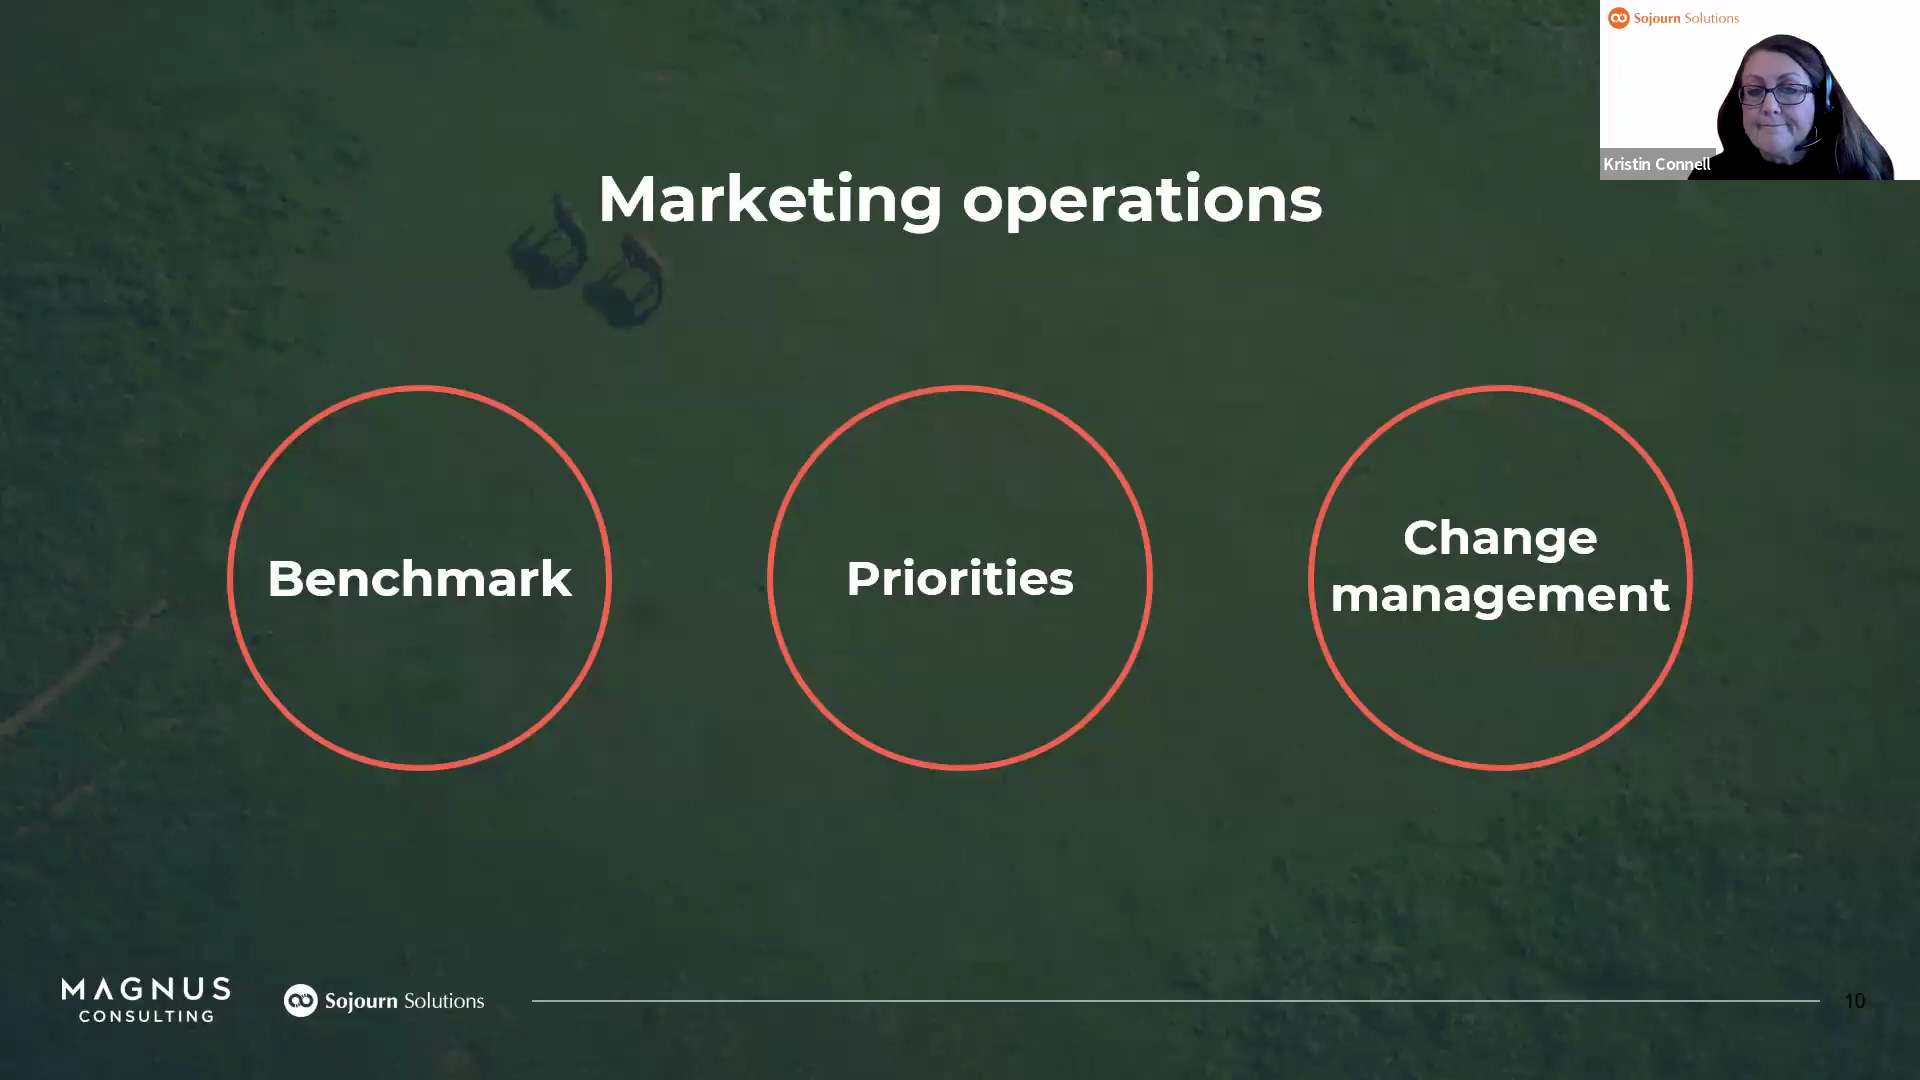 Sojourn Solutions
Kristin Connell
Marketing operations
Benchmark
Priorities
Change
management
MAGNUS
CONSULTING
Sojourn Solutions
10